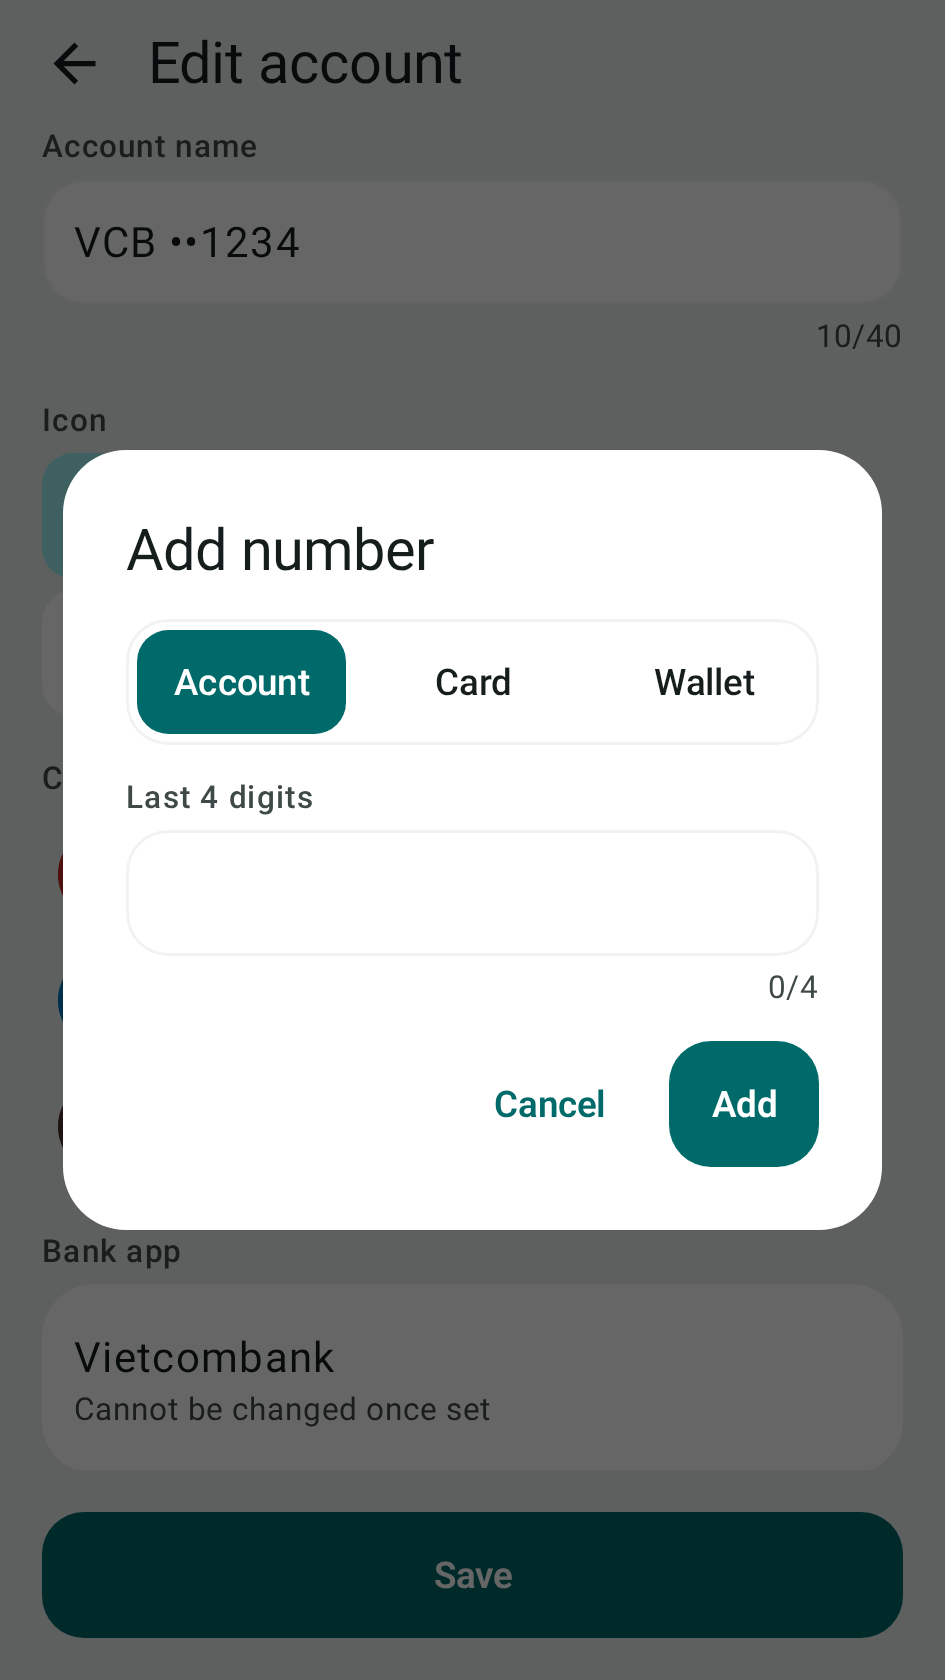 Edit account
Account name
VCB ••1234
10/40
Icon
Add number
Account
Card
Wallet
C
Last 4 digits
0/4
Cancel
Add
Bank app
Vietcombank
Cannot be changed once set
Save